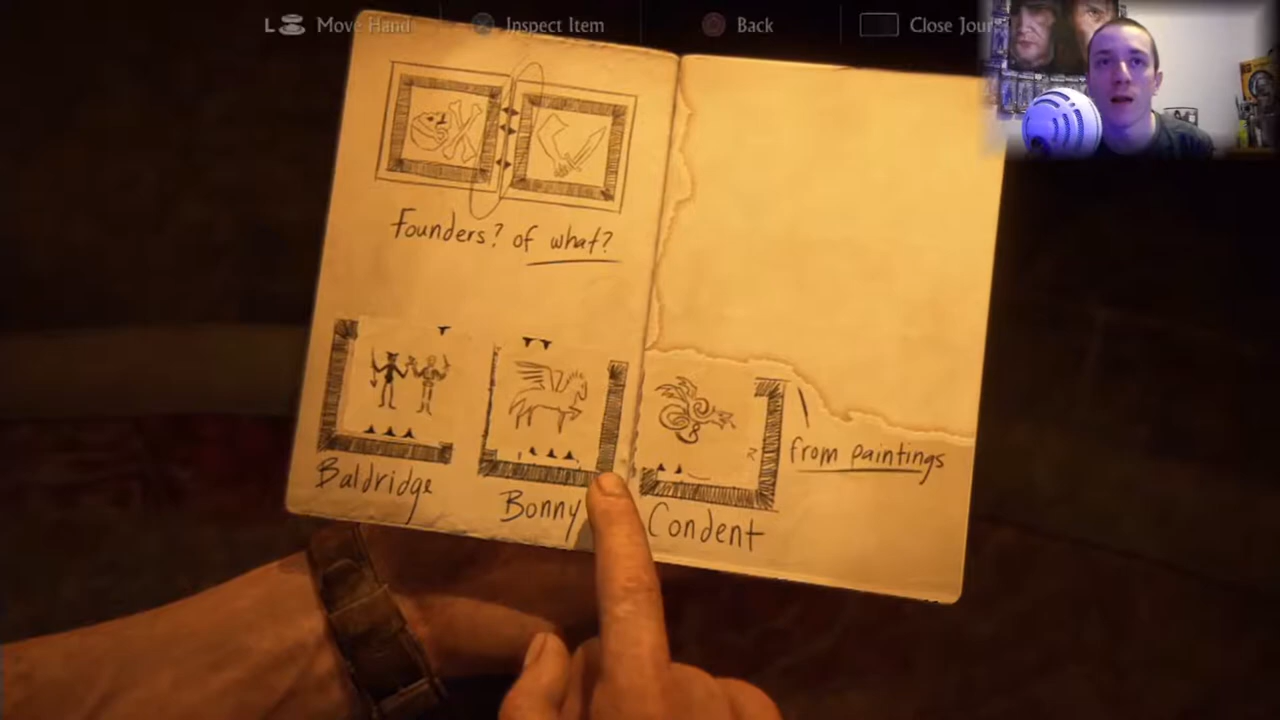 L Move Hand Inspect Item Back Close Jour
Founders? of what?
from paintings
Baldridge
Bonny
Condent